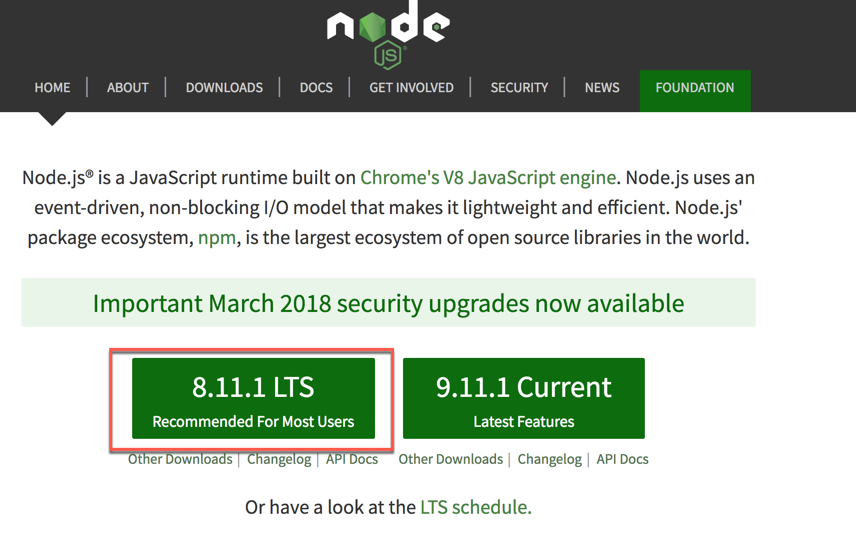 node
JS®
HOME | ABOUT | DOWNLOADS | DOCS | GET INVOLVED | SECURITY | NEWS FOUNDATION
Node.js® is a JavaScript runtime built on Chrome's V8 JavaScript engine. Node.js uses an
event-driven, non-blocking I/O model that makes it lightweight and efficient. Node.js'
package ecosystem, npm, is the largest ecosystem of open source libraries in the world.
Important March 2018 security upgrades now available
8.11.1 LTS
Recommended For Most Users
Other Downloads | Changelog | API Docs
9.11.1 Current
Latest Features
Other Downloads | Changelog | API Docs
Or have a look at the LTS schedule.